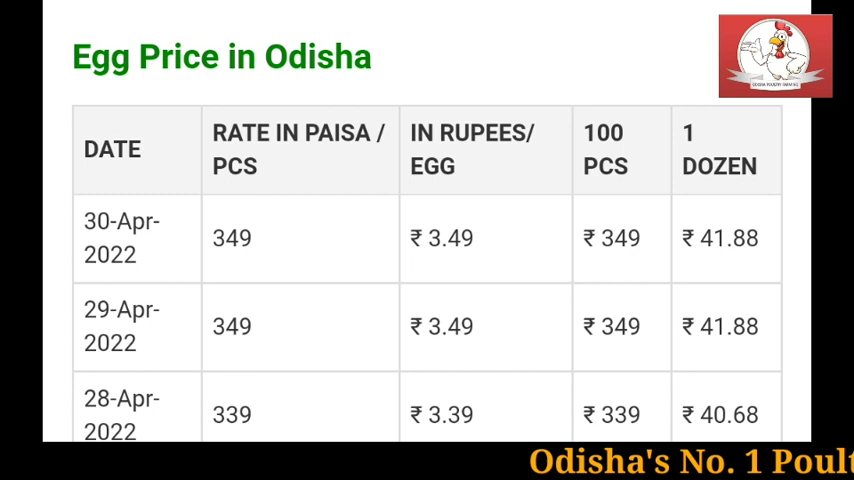 Egg Price in Odisha
DATE
RATE IN PAISA /
PCS
IN RUPEES/
EGG
100
PCS
1
DOZEN
30-Apr-
2022
349
₹ 3.49
₹ 349
₹ 41.88
29-Apr-
2022
349
₹ 3.49
₹ 349
₹ 41.88
28-Apr-
2022
339
₹ 3.39
₹ 339
₹ 40.68
Odisha's No. 1 Poult